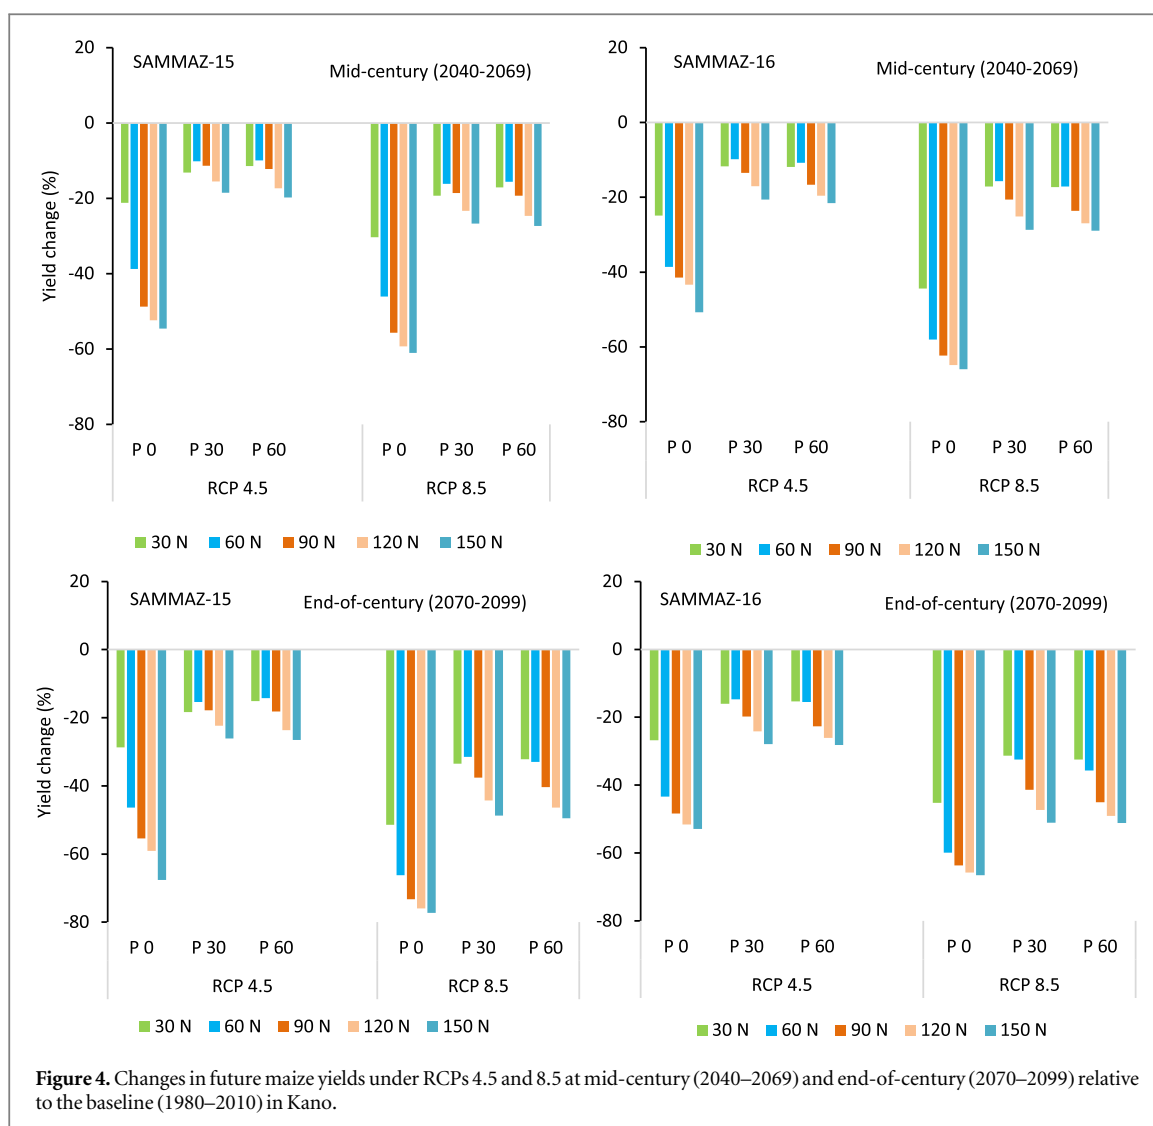 SAMMAZ-15
Mid-century (2040-2069)
Yield change (%)
20
0
-20
-40
-60
-80
P 0 P 30 P 60 P 0 P 30 P 60
RCP 4.5 RCP 8.5
30 N 60 N 90 N 120 N 150 N
SAMMAZ-16
Mid-century (2040-2069)
20
0
-20
-40
-60
-80
P 0 P 30 P 60 P 0 P 30 P 60
RCP 4.5 RCP 8.5
30 N 60 N 90 N 120 N 150 N
SAMMAZ-15
End-of-century (2070-2099)
Yield change (%)
20
0
-20
-40
-60
-80
P 0 P 30 P 60 P 0 P 30 P 60
RCP 4.5 RCP 8.5
30 N 60 N 90 N 120 N 150 N
SAMMAZ-16
End-of-century (2070-2099)
20
0
-20
-40
-60
-80
P 0 P 30 P 60 P 0 P 30 P 60
RCP 4.5 RCP 8.5
30 N 60 N 90 N 120 N 150 N
Figure 4. Changes in future maize yields under RCPs 4.5 and 8.5 at mid-century (2040–2069) and end-of-century (2070–2099) relative
to the baseline (1980–2010) in Kano.